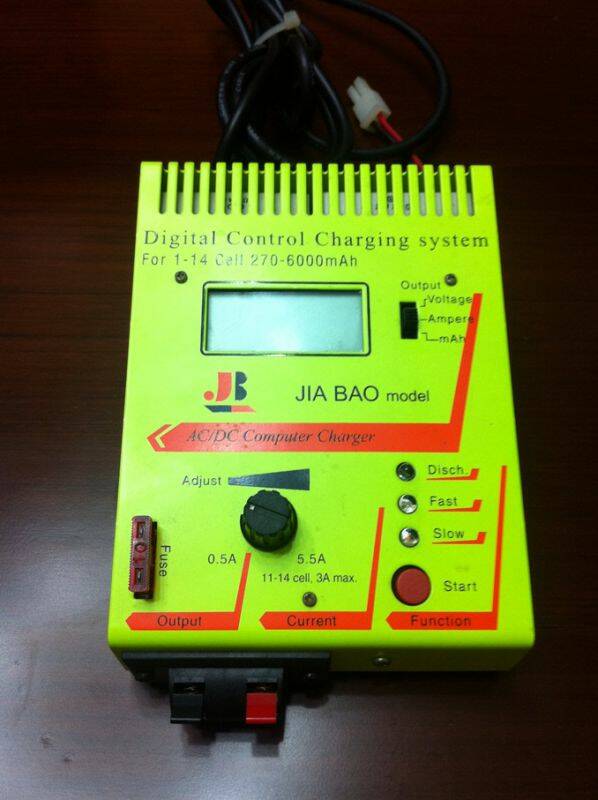 Digital Control Charging system
For 1-14 Cell 270-6000mAh
Output
Voltage
Ampere
mAh
JB
JIA BAO model
AC/DC Computer Charger
Adjust
Disch.
Fast
Slow
Fuse
10
0.5A
5.5A
11-14 cell, 3A max.
Start
Output
Current
Function